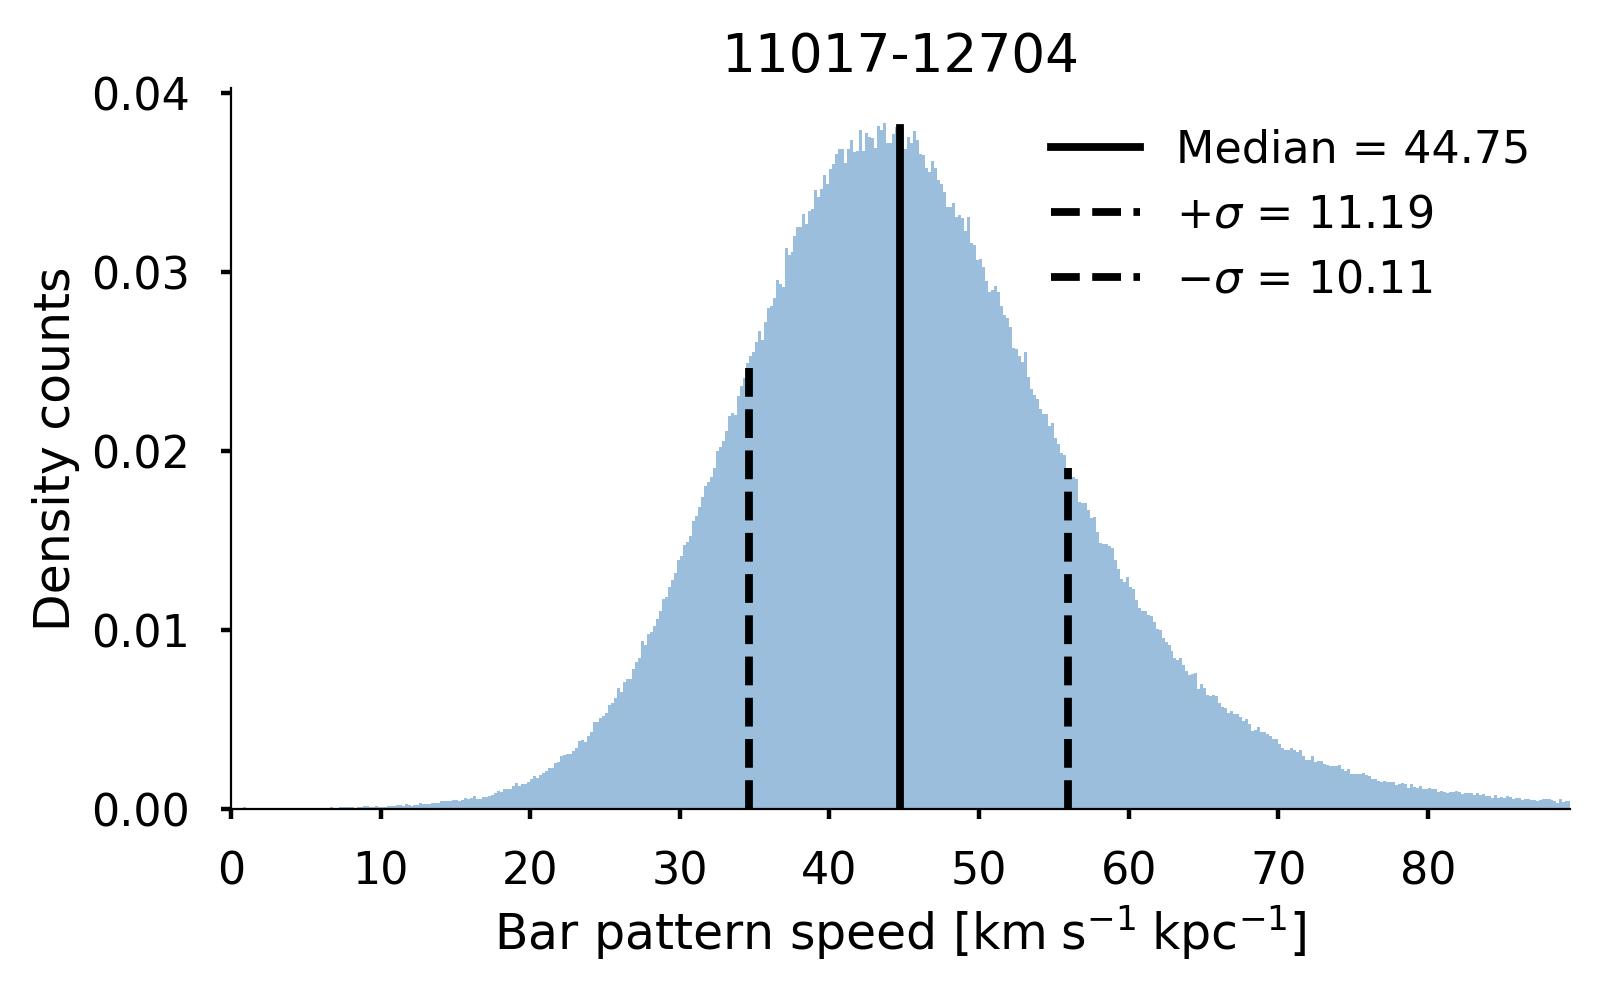 11017-12704
Median = 44.75
+σ = 11.19
−σ = 10.11
Density counts
0.04
0.03
0.02
0.01
0.00
0 10 20 30 40 50 60 70 80
Bar pattern speed [km s⁻¹ kpc⁻¹]